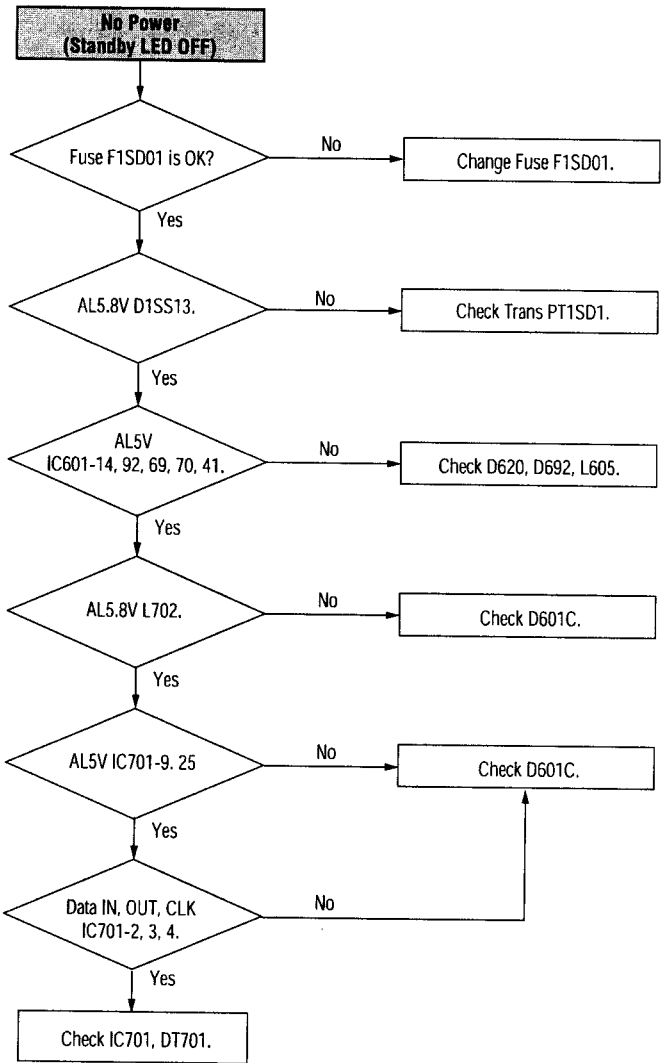 No Power
(Standby LED OFF)
Fuse F1SD01 is OK?
No
Change Fuse F1SD01.
Yes
AL5.8V D1SS13.
No
Check Trans PT1SD1.
Yes
AL5V
IC601-14, 92, 69, 70, 41.
No
Check D620, D692, L605.
Yes
AL5.8V L702.
No
Check D601C.
Yes
AL5V IC701-9. 25
No
Check D601C.
Yes
Data IN, OUT, CLK
IC701-2, 3, 4.
No
Yes
Check IC701, DT701.